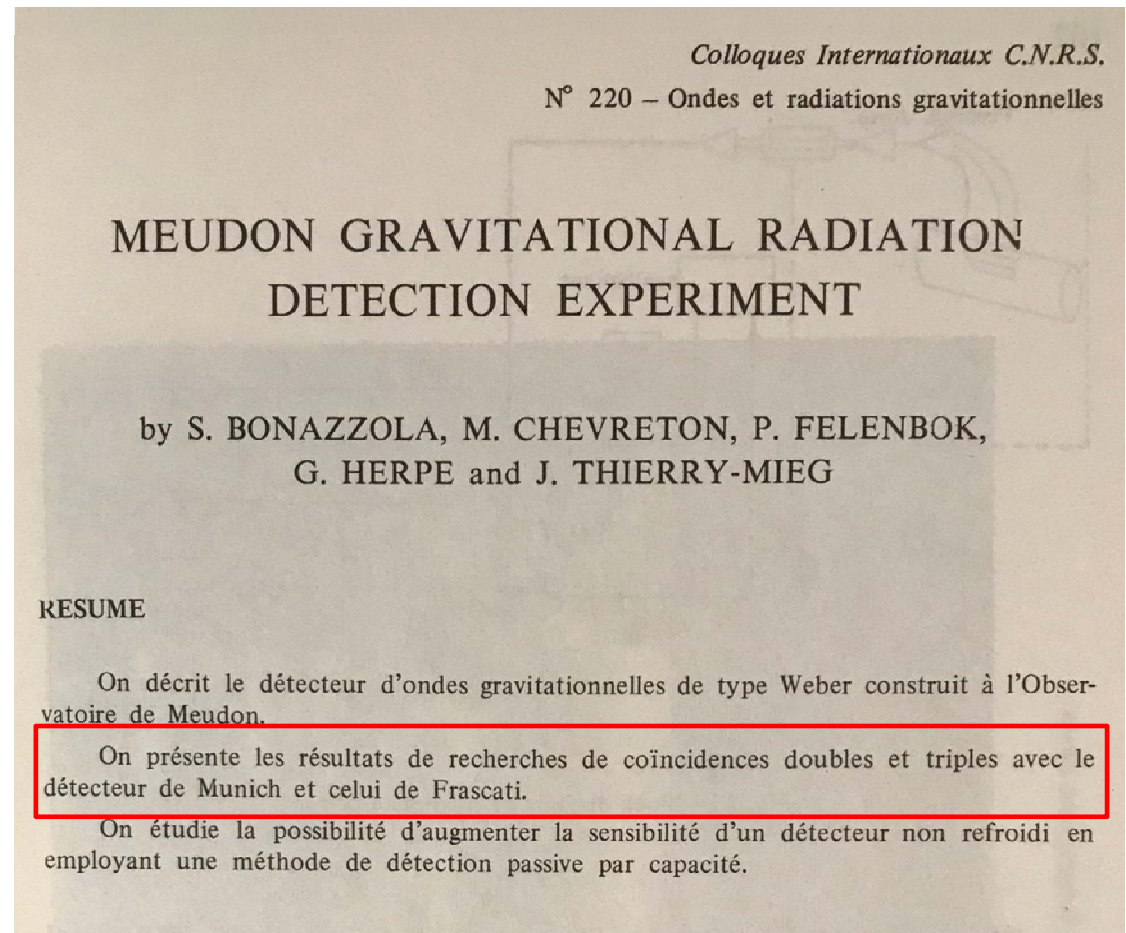 Colloques Internationaux C.N.R.S.
N° 220 – Ondes et radiations gravitationnelles
MEUDON GRAVITATIONAL RADIATION
DETECTION EXPERIMENT
by S. BONAZZOLA, M. CHEVRETON, P. FELENBOK,
G. HERPE and J. THIERRY-MIEG
RESUME
On décrit le détecteur d'ondes gravitationnelles de type Weber construit à l'Obser-
vatoire de Meudon.
On présente les résultats de recherches de coïncidences doubles et triples avec le
détecteur de Munich et celui de Frascati.
On étudie la possibilité d'augmenter la sensibilité d'un détecteur non refroidi en
employant une méthode de détection passive par capacité.